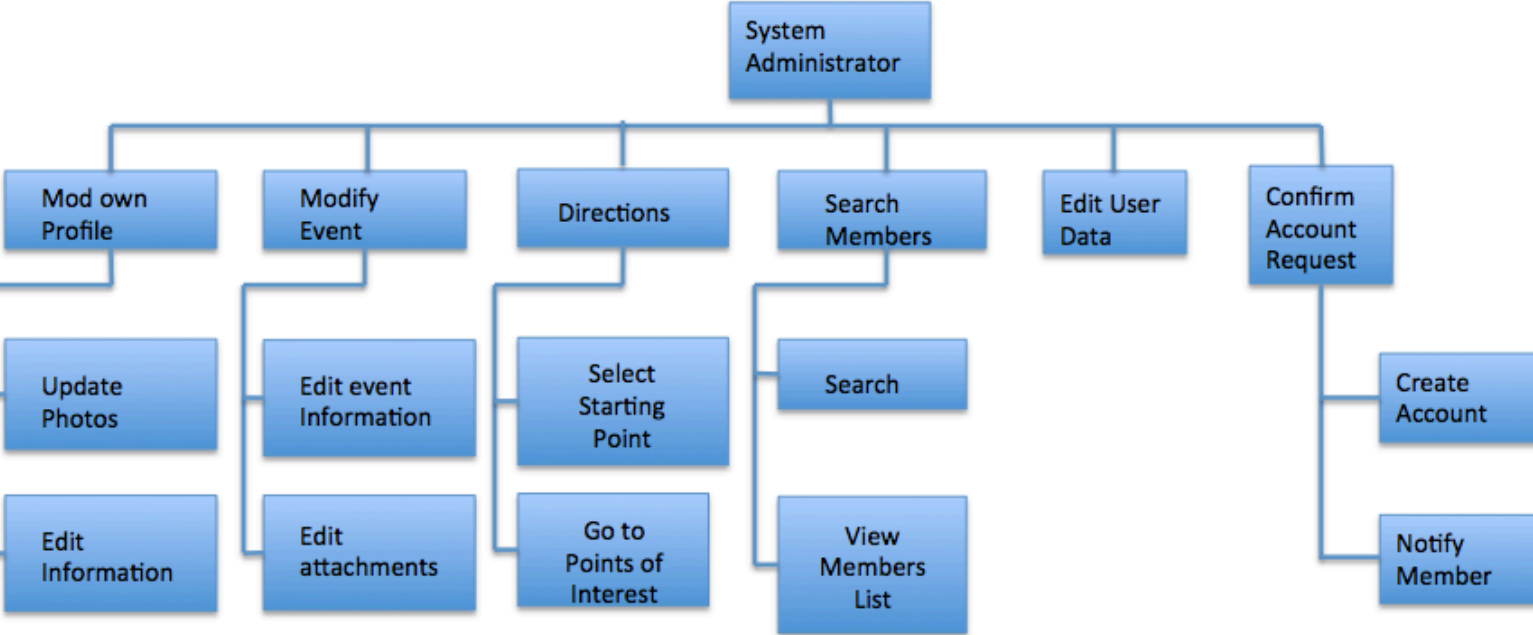 System
Administrator
Mod own
Profile
Modify
Event
Directions
Search
Members
Edit User
Data
Confirm
Account
Request
Update
Photos
Edit event
Information
Select
Starting
Point
Search
Create
Account
Edit
Information
Edit
attachments
Go to
Points of
Interest
View
Members
List
Notify
Member